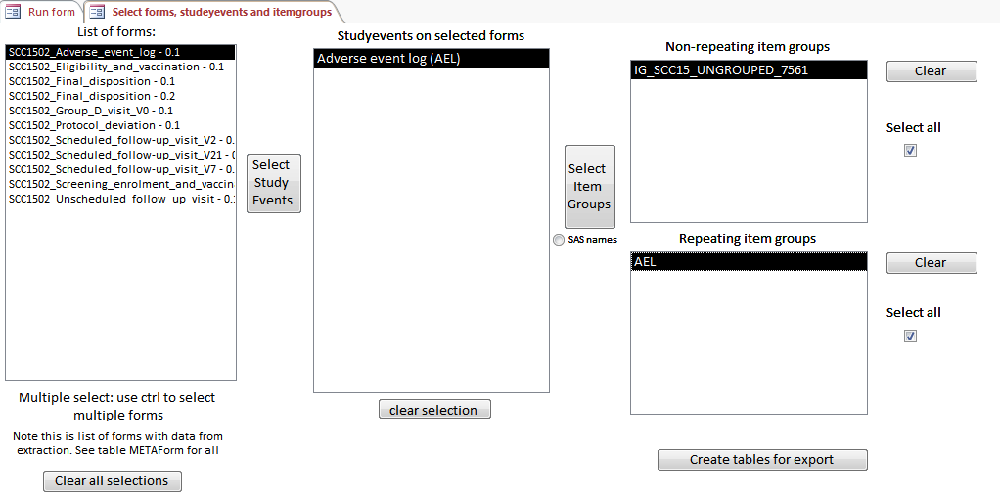 Run form
Select forms, studeyevents and itemgroups
List of forms:
SCC1502_Adverse_event_log - 0.1
SCC1502_Eligibility_and_vaccination - 0.1
SCC1502_Final_disposition - 0.1
SCC1502_Final_disposition - 0.2
SCC1502_Group_D_visit_V0 - 0.1
SCC1502_Protocol_deviation - 0.1
SCC1502_Scheduled_follow-up_visit_V2 - 0.
SCC1502_Scheduled_follow-up_visit_V21 - 0
SCC1502_Scheduled_follow-up_visit_V7 - 0.
SCC1502_Screening_enrolment_and_vaccin
SCC1502_Unscheduled_follow_up_visit - 0.
Multiple select: use ctrl to select
multiple forms
Note this is list of forms with data from
extraction. See table METAForm for all
Clear all selections
Select
Study
Events
Studyevents on selected forms
Adverse event log (AEL)
clear selection
Select
Item
Groups
SAS names
Non-repeating item groups
IG_SCC15_UNGROUPED_7561
Clear
Select all
Repeating item groups
AEL
Clear
Select all
Create tables for export